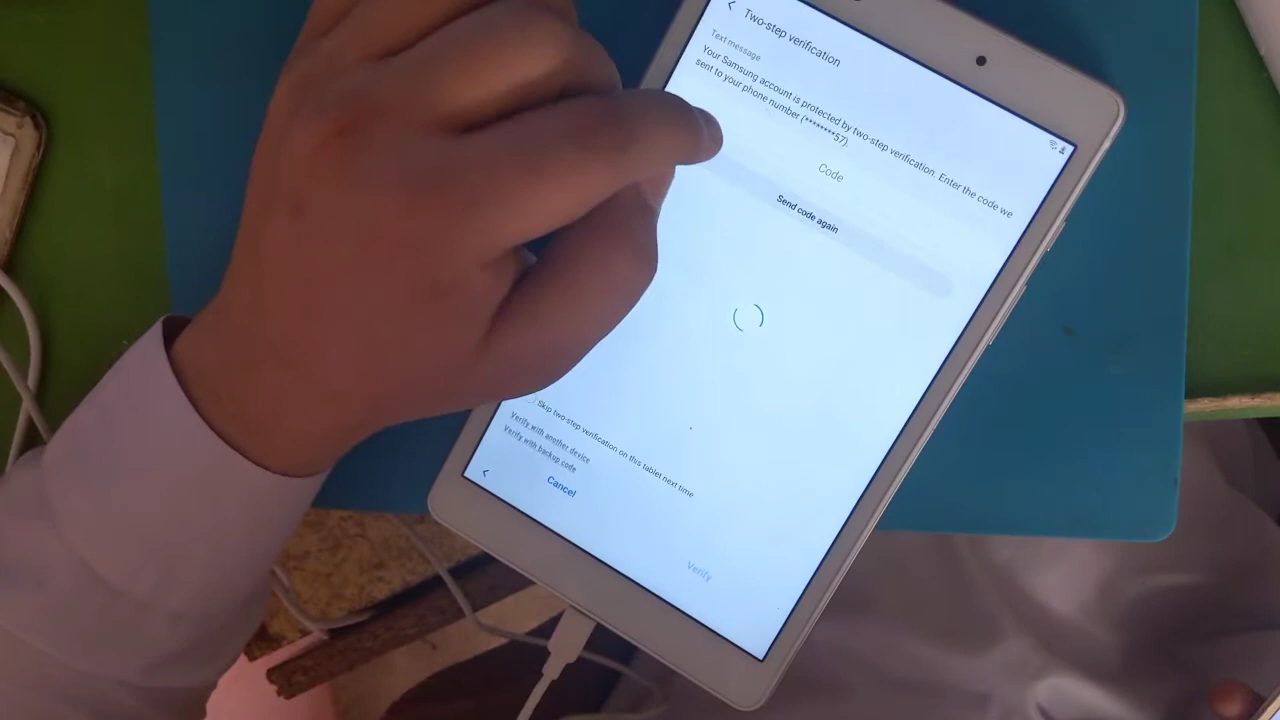 Two-step verification
Text message
Your Samsung account is protected by two-step verification. Enter the code we
sent to your phone number (********57).
Code
Send code again
Skip two-step verification on this tablet next time
Verify with another device
Verify with backup code
Cancel
Verify